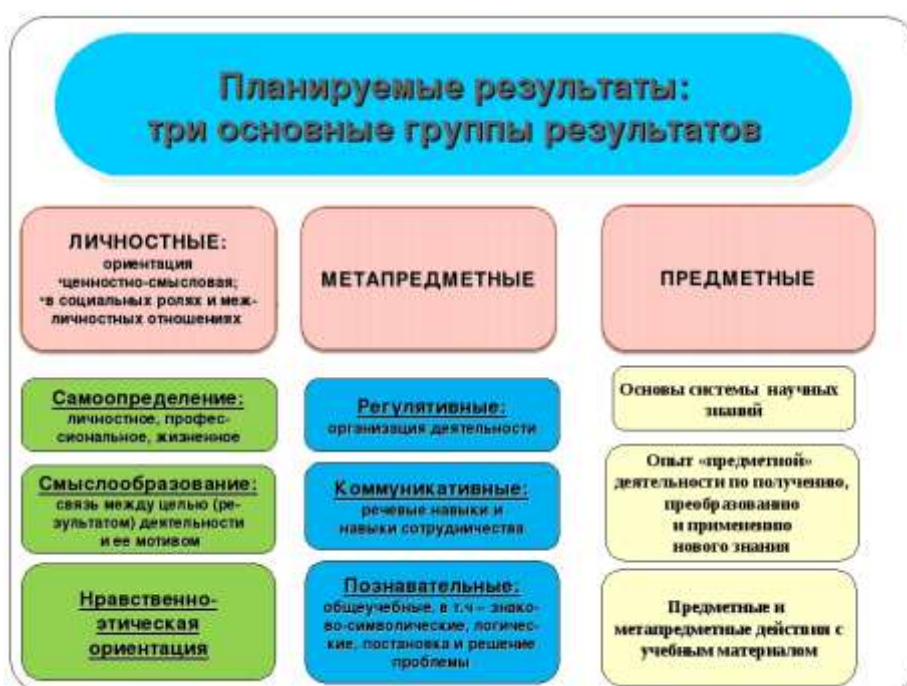 Планируемые результаты:
три основные группы результатов
ЛИЧНОСТНЫЕ:
ориентация
•ценностно-смысловая;
•в социальных ролях и меж-
личностных отношениях
Самоопределение:
личностное, профес-
сиональное, жизненное
Смыслообразование:
связь между целью (ре-
зультатом) деятельности
и ее мотивом
Нравственно-
этическая
ориентация
МЕТАПРЕДМЕТНЫЕ
Регулятивные:
организация деятельности
Коммуникативные:
речевые навыки и
навыки сотрудничества
Познавательные:
общеучебные, в т.ч – знако-
во-символические, логичес-
кие, постановка и решение
проблемы
ПРЕДМЕТНЫЕ
Основы системы научных
знаний
Опыт «предметной»
деятельности по получению,
преобразованию
и применению
нового знания
Предметные и
метапредметные действия с
учебным материалом